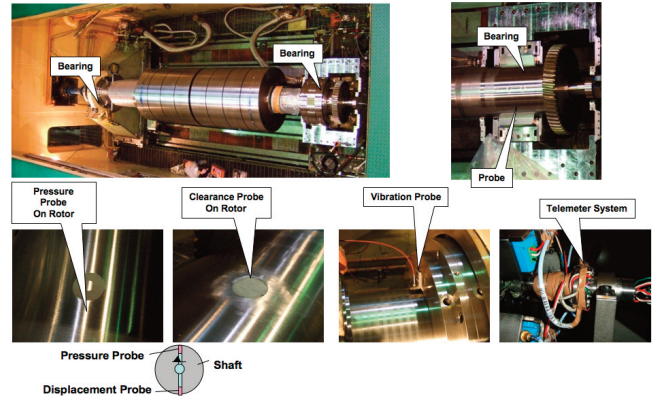 Bearing
Bearing
Bearing
Probe
Pressure
Probe
On Rotor
Clearance Probe
On Rotor
Vibration Probe
Telemeter System
Pressure Probe
Shaft
Displacement Probe